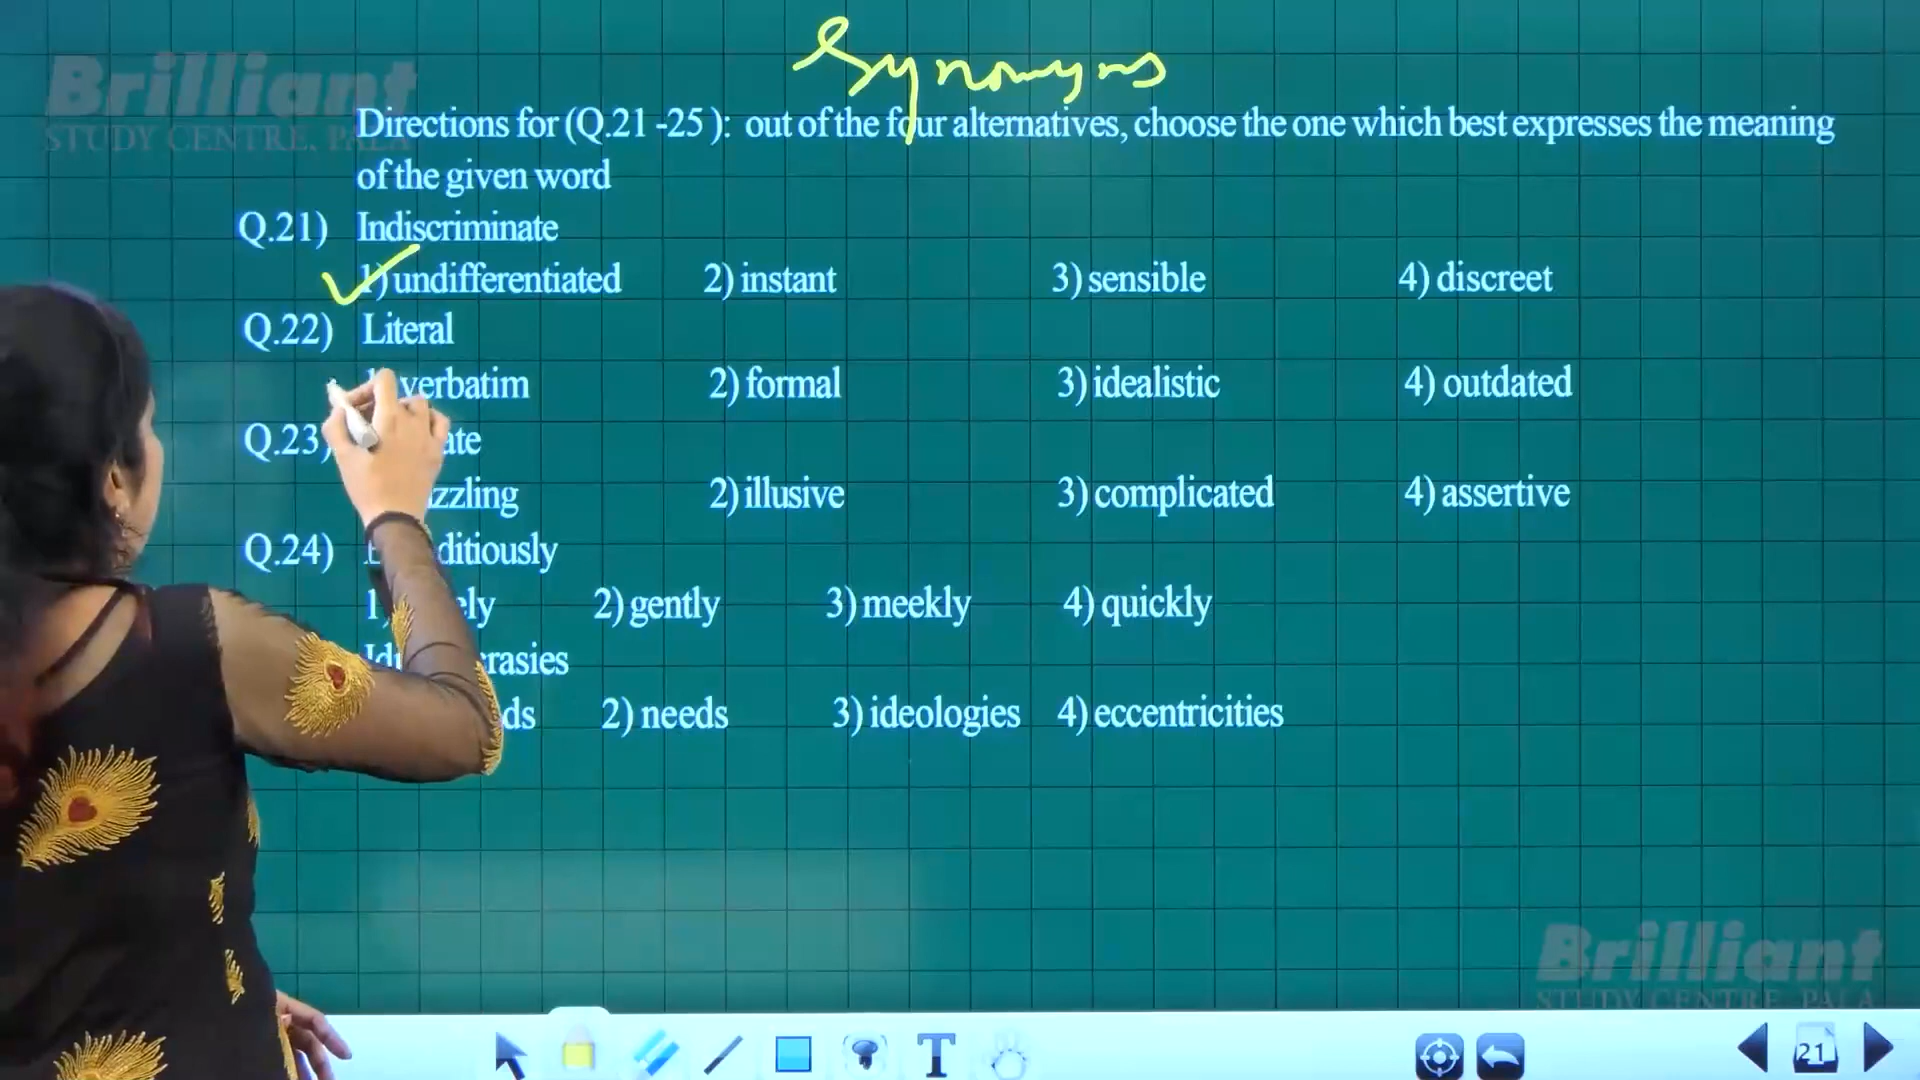 Synonyms
Brilliant
STUDY CENTRE, PALA
Directions for (Q.21 -25 ): out of the four alternatives, choose the one which best expresses the meaning
of the given word
Q.21) Indiscriminate
1) undifferentiated 2) instant 3) sensible 4) discreet
Q.22) Literal
verbatim 2) formal 3) idealistic 4) outdated
Q.23)
2) illusive 3) complicated 4) assertive
Q.24)
2) gently 3) meekly 4) quickly
2) needs 3) ideologies 4) eccentricities
Brilliant
STUDY CENTRE, PALA
T 21